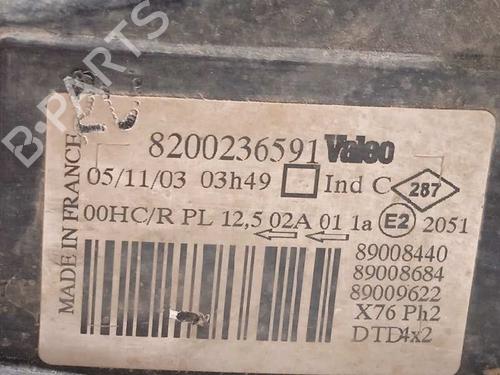 B-PARTS
8200236591 Valeo
05/11/03 03h49 Ind C 287
00HC/R PL 12,5 02A 01 1a E2 2051
MADE IN FRANCE
89008440
89008684
89009622
X76 Ph2
DTD4x2